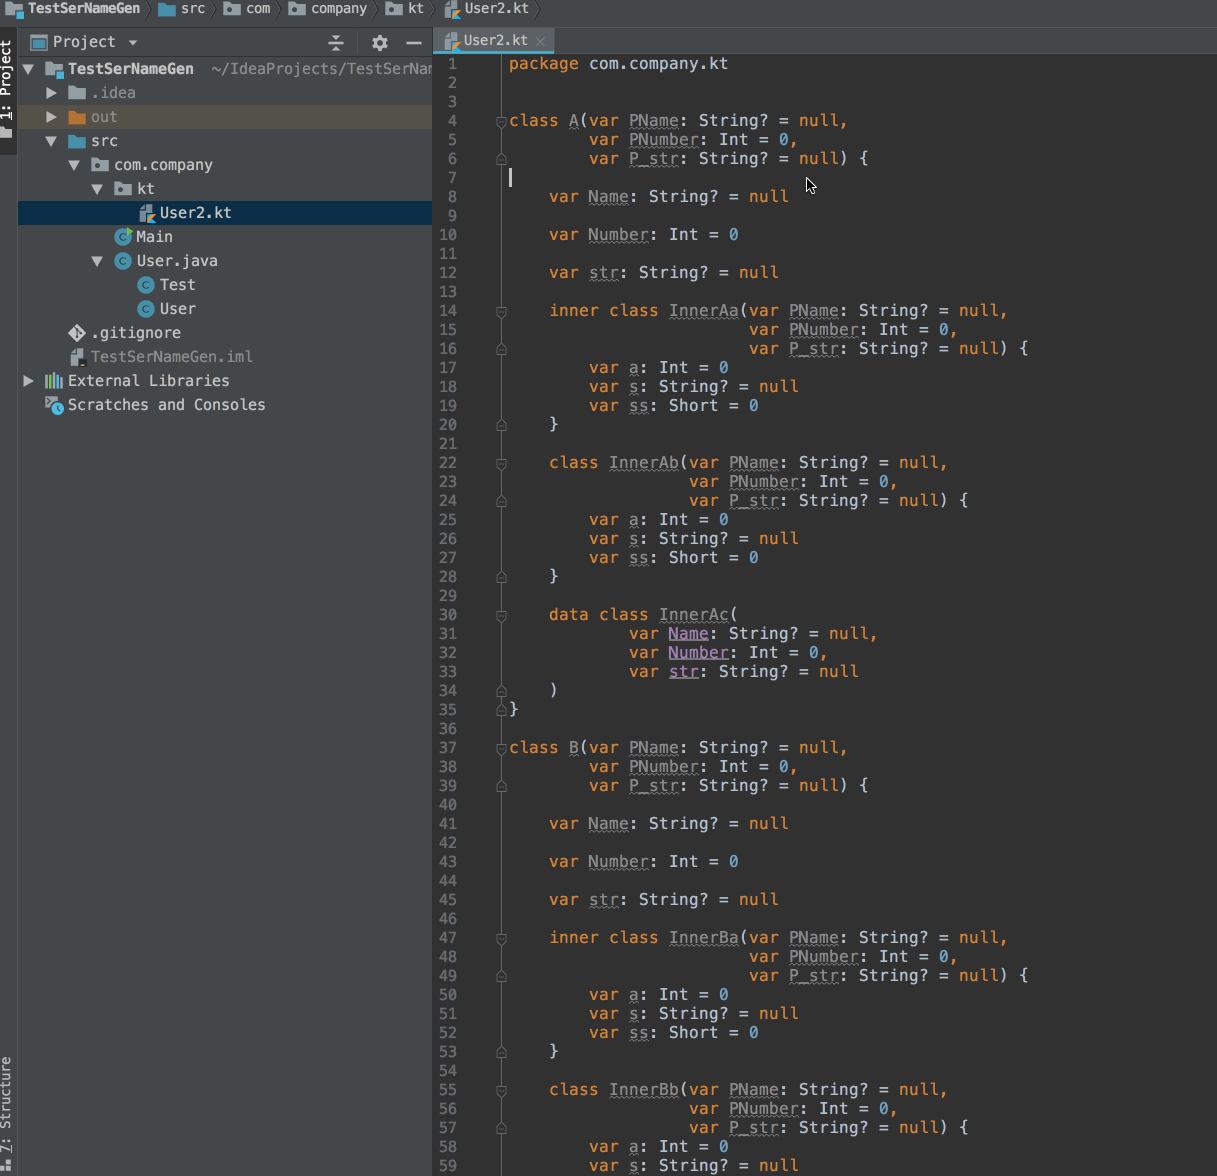 TestSerNameGen src com company kt User2.kt
Project
User2.kt
1: Project
TestSerNameGen ~/IdeaProjects/TestSerNar
.idea
out
src
com.company
kt
User2.kt
Main
User.java
Test
User
.gitignore
TestSerNameGen.iml
External Libraries
Scratches and Consoles
7: Structure
1 package com.company.kt
2
3
4 class A(var PName: String? = null,
5 var PNumber: Int = 0,
6 var P_str: String? = null) {
7
8 var Name: String? = null
9
10 var Number: Int = 0
11
12 var str: String? = null
13
14 inner class InnerAa(var PName: String? = null,
15 var PNumber: Int = 0,
16 var P_str: String? = null) {
17 var a: Int = 0
18 var s: String? = null
19 var ss: Short = 0
20 }
21
22 class InnerAb(var PName: String? = null,
23 var PNumber: Int = 0,
24 var P_str: String? = null) {
25 var a: Int = 0
26 var s: String? = null
27 var ss: Short = 0
28 }
29
30 data class InnerAc(
31 var Name: String? = null,
32 var Number: Int = 0,
33 var str: String? = null
34 )
35 }
36
37 class B(var PName: String? = null,
38 var PNumber: Int = 0,
39 var P_str: String? = null) {
40
41 var Name: String? = null
42
43 var Number: Int = 0
44
45 var str: String? = null
46
47 inner class InnerBa(var PName: String? = null,
48 var PNumber: Int = 0,
49 var P_str: String? = null) {
50 var a: Int = 0
51 var s: String? = null
52 var ss: Short = 0
53 }
54
55 class InnerBb(var PName: String? = null,
56 var PNumber: Int = 0,
57 var P_str: String? = null) {
58 var a: Int = 0
59 var s: String? = null